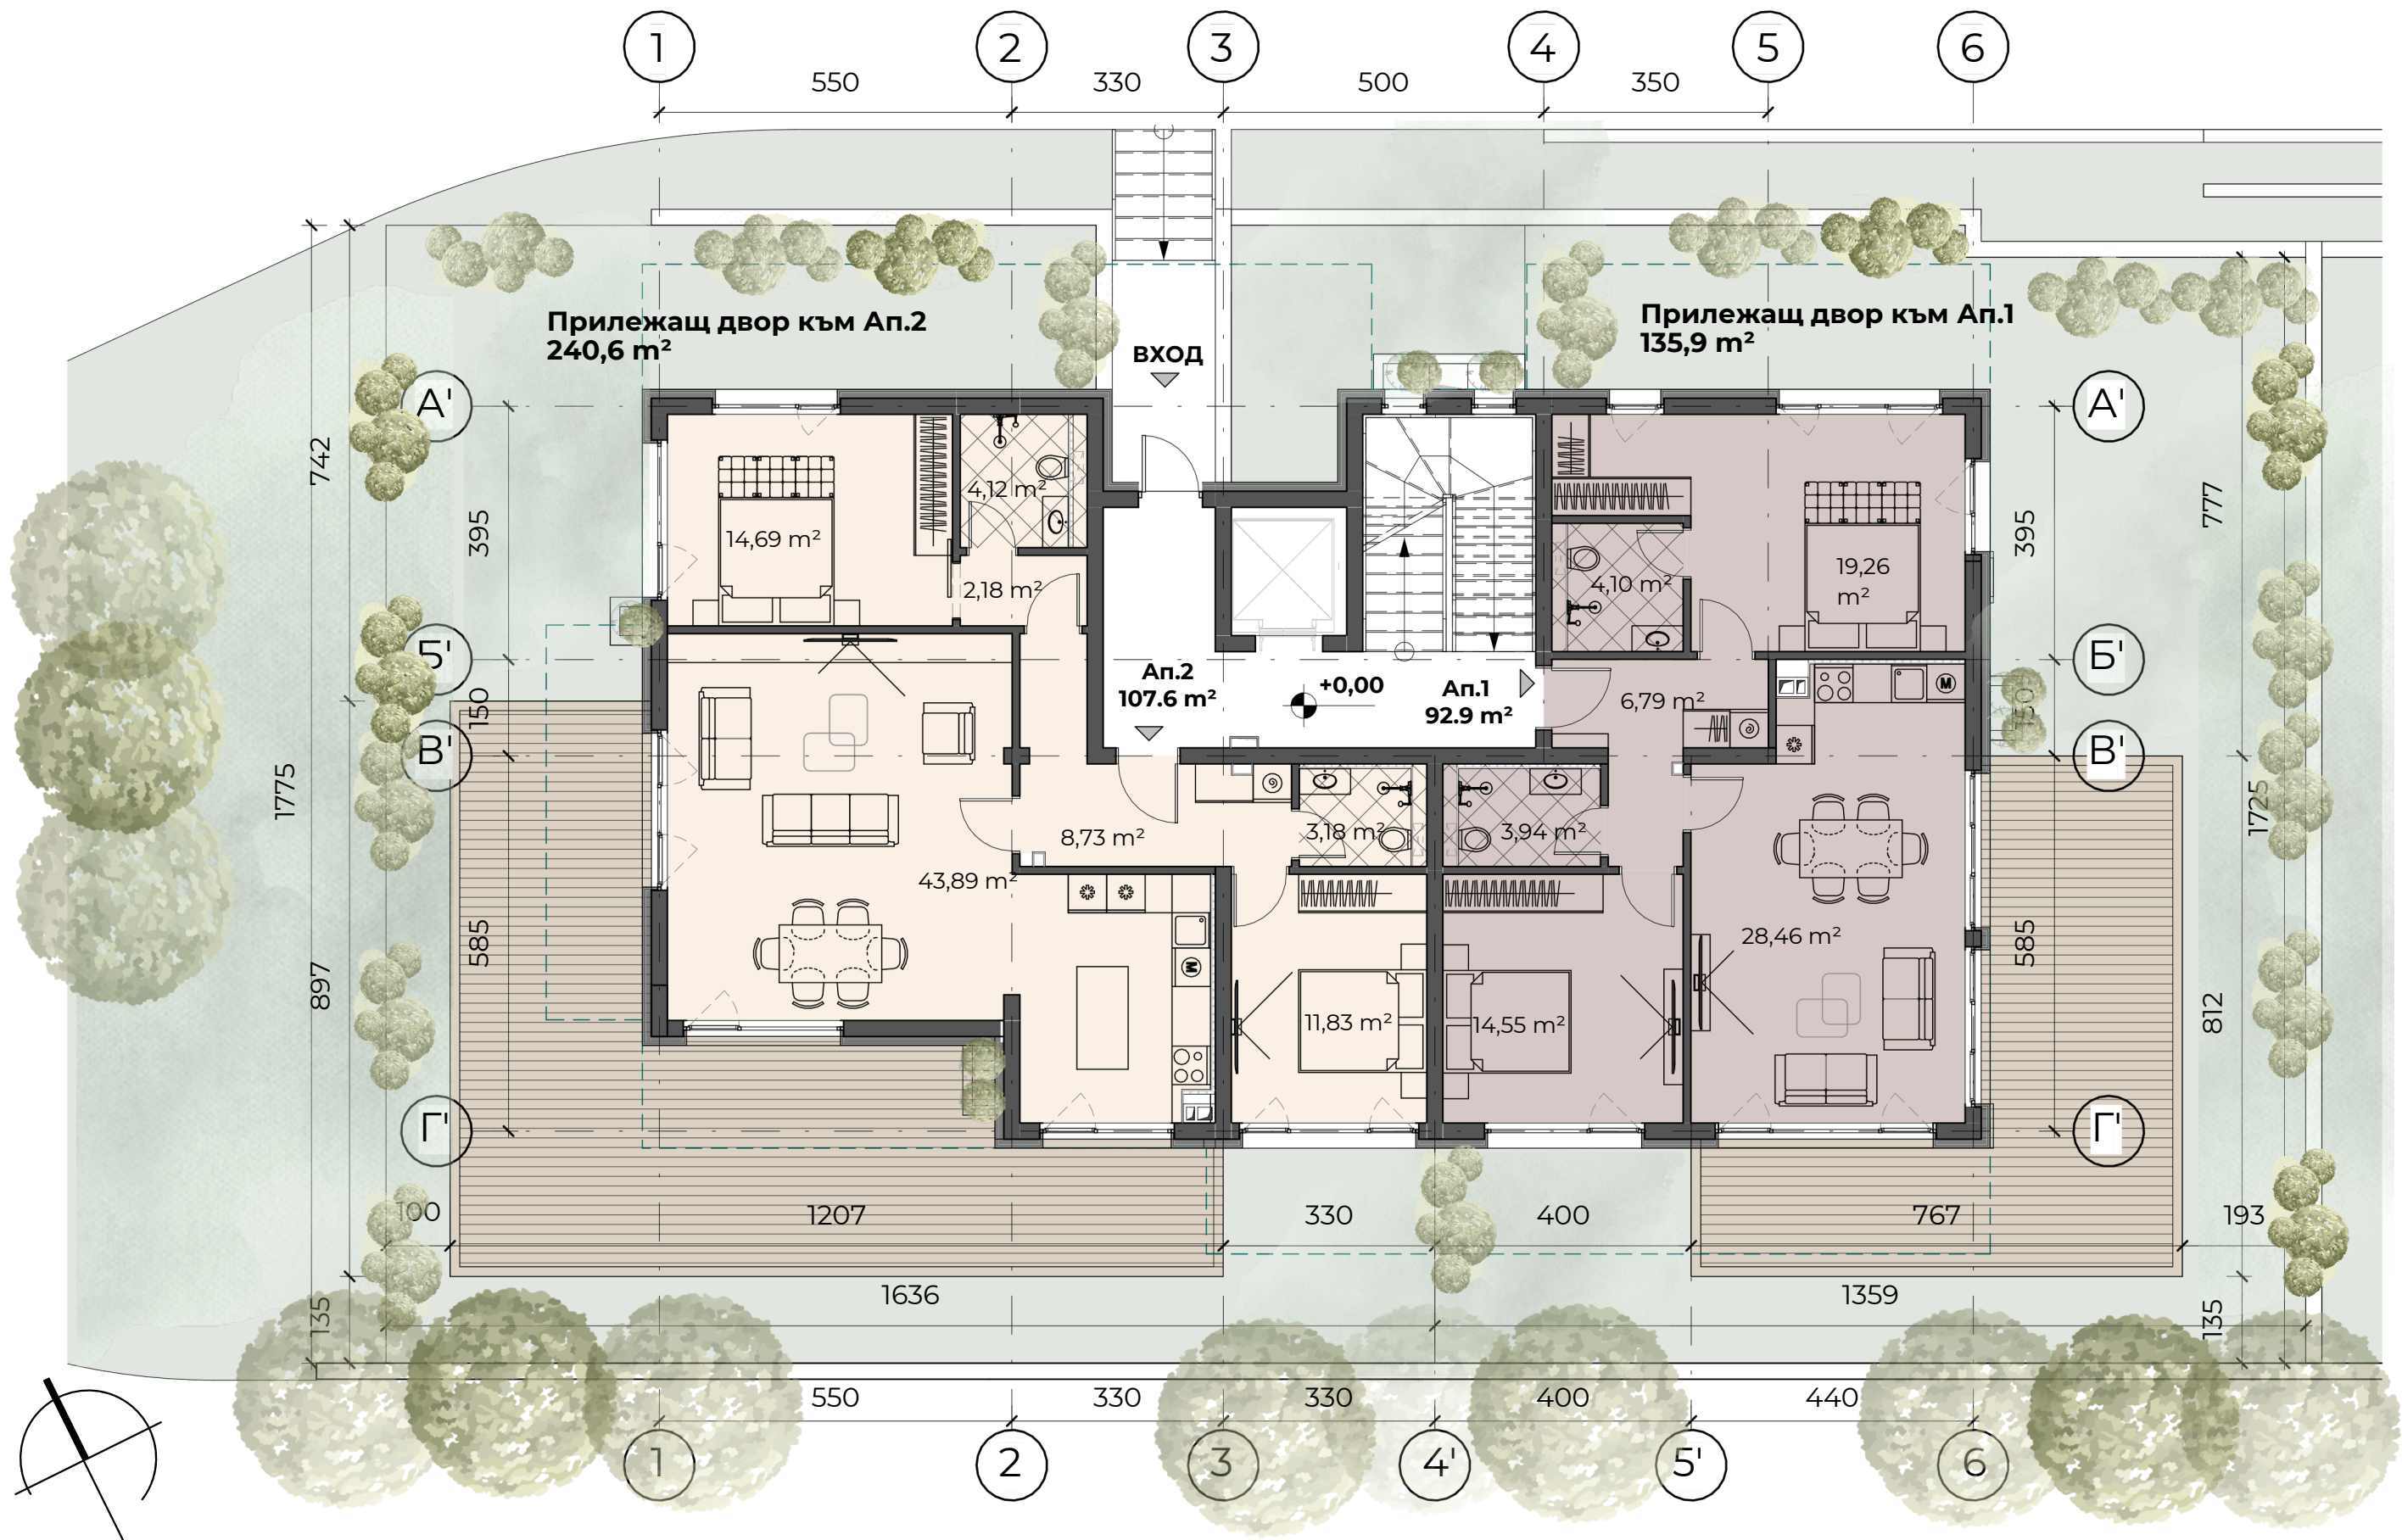 1
2
3
4
5
6
550
330
500
350
Прилежащ двор към Ап.2
240,6 m²
Прилежащ двор към Ап.1
135,9 m²
ВХОД
А'
А'
742
395
777
395
4,12 m²
14,69 m²
2,18 m²
4,10 m²
19,26
m²
Б'
Б'
Ап.2
107.6 m²
+0,00
Ап.1
92.9 m²
6,79 m²
M
150
В'
В'
1775
1725
8,73 m²
3,18 m²
3,94 m²
43,89 m²
28,46 m²
585
585
897
812
M
11,83 m²
14,55 m²
Г'
Г'
100
1207
330
400
767
193
1636
1359
135
135
550
330
330
400
440
1
2
3
4'
5'
6